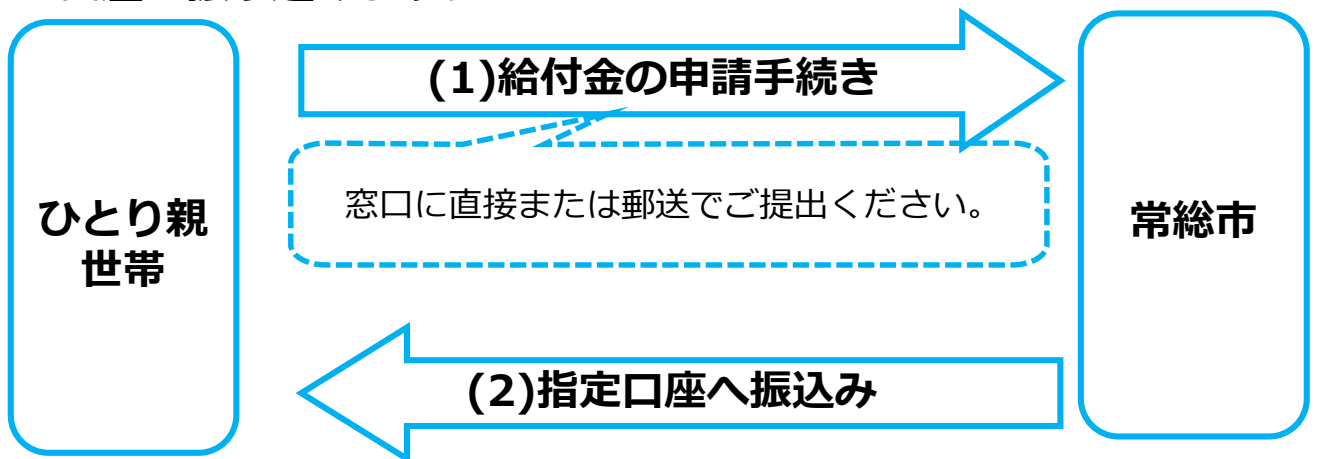 (1)給付金の申請手続き
窓口に直接または郵送でご提出ください。
ひとり親
世帯
常総市
(2)指定口座へ振込み